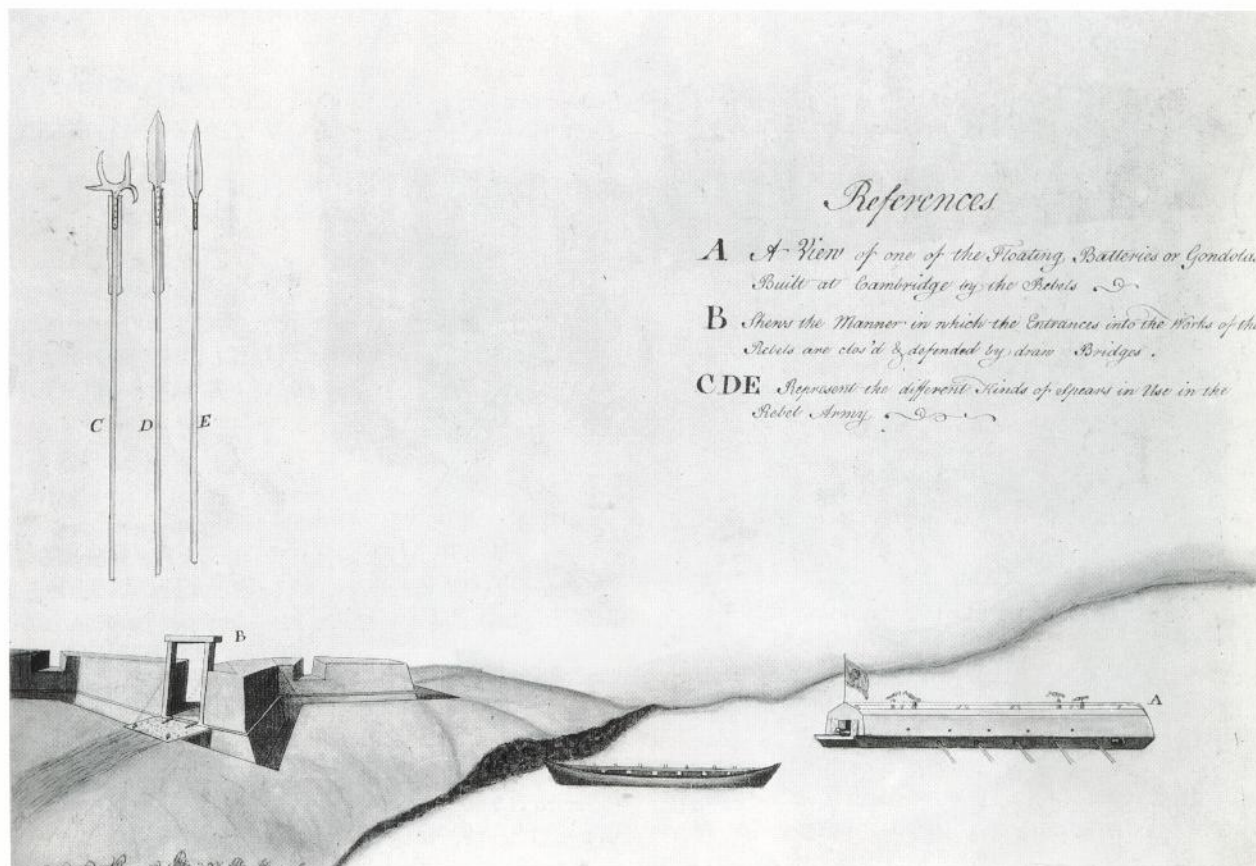 References
A A View of one of the Floating Batteries or Gondolas
Built at Cambridge by the Rebels
B Shews the Manner in which the Entrances into the Works of the
Rebels are clos'd & defended by draw Bridges.
C D E Represent the different Kinds of Spears in Use in the
Rebel Army
C D E
B
A